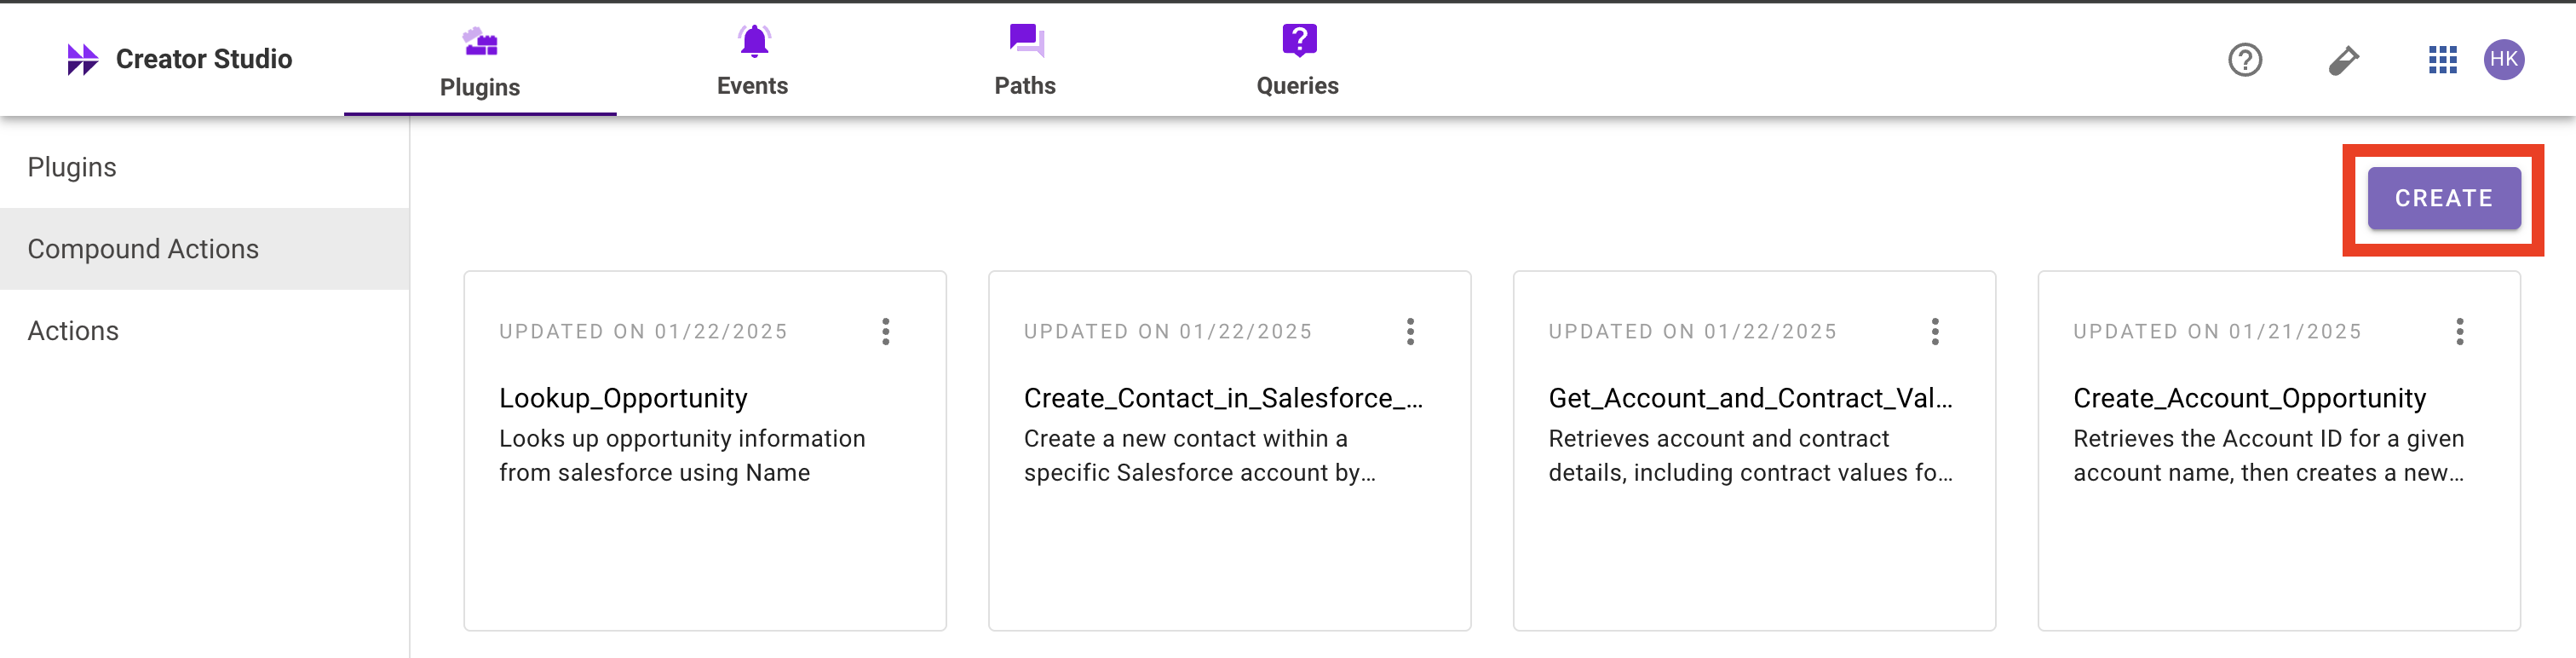 Creator Studio
Plugins
Events
Paths
Queries
HK
Plugins
Compound Actions
Actions
CREATE
UPDATED ON 01/22/2025
Lookup_Opportunity
Looks up opportunity information
from salesforce using Name
UPDATED ON 01/22/2025
Create_Contact_in_Salesforce_...
Create a new contact within a
specific Salesforce account by...
UPDATED ON 01/22/2025
Get_Account_and_Contract_Val...
Retrieves account and contract
details, including contract values fo...
UPDATED ON 01/21/2025
Create_Account_Opportunity
Retrieves the Account ID for a given
account name, then creates a new...